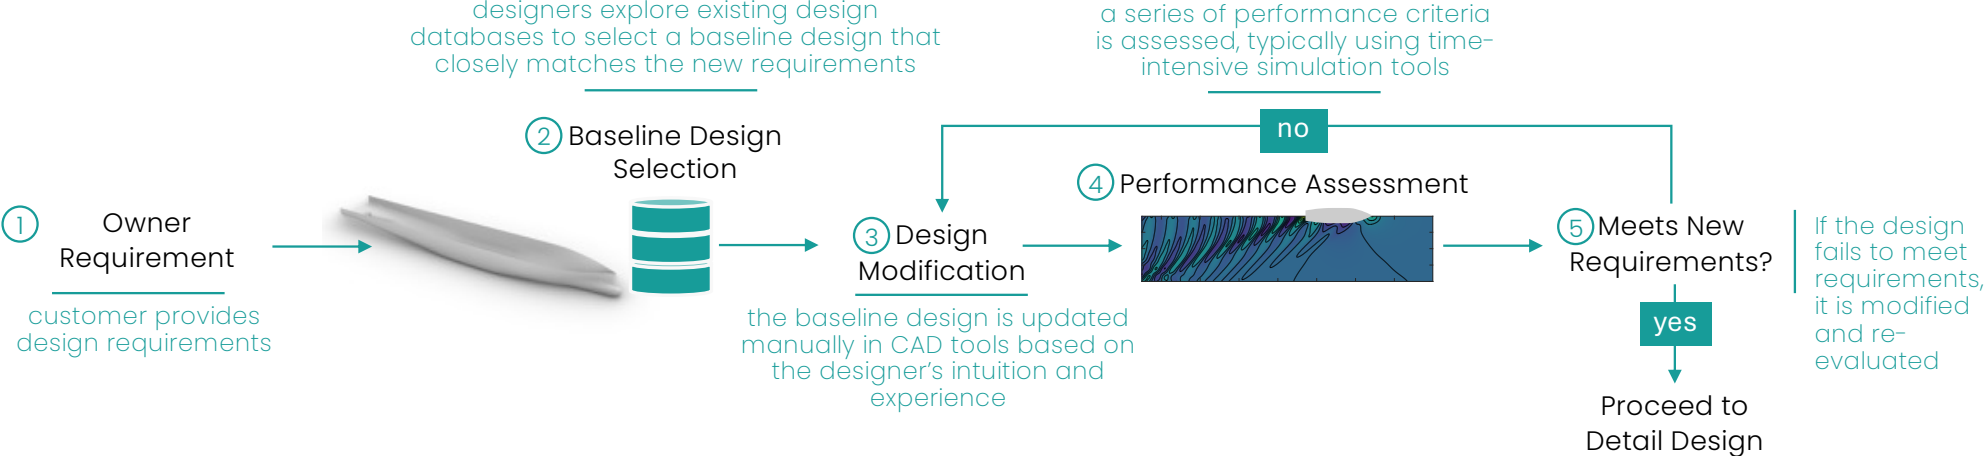 designers explore existing design
databases to select a baseline design that
closely matches the new requirements
a series of performance criteria
is assessed, typically using time-
intensive simulation tools
1
Owner
Requirement
customer provides
design requirements
2
Baseline Design
Selection
3
Design
Modification
the baseline design is updated
manually in CAD tools based on
the designer's intuition and
experience
no
4
Performance Assessment
5
Meets New
Requirements?
yes
Proceed to
Detail Design
If the design
fails to meet
requirements,
it is modified
and re-
evaluated